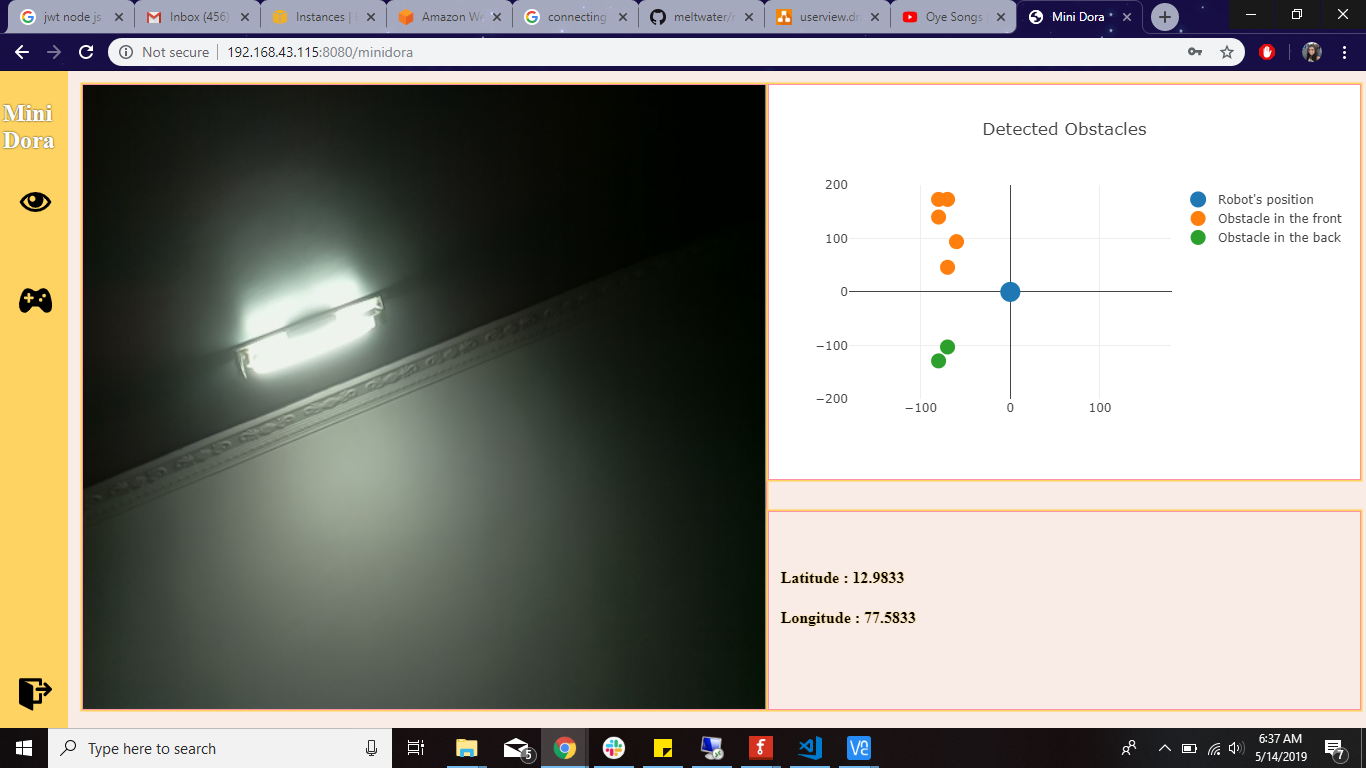 jwt node js
Inbox (456)
Instances |
Amazon W
connecting
meltwater/
userview.dr
Oye Songs
Mini Dora
Not secure
192.168.43.115:8080/minidora
Mini
Dora
Detected Obstacles
200
100
0
−100
−200
−100
0
100
Robot's position
Obstacle in the front
Obstacle in the back
Latitude : 12.9833
Longitude : 77.5833
Type here to search
5
6:37 AM
5/14/2019
7